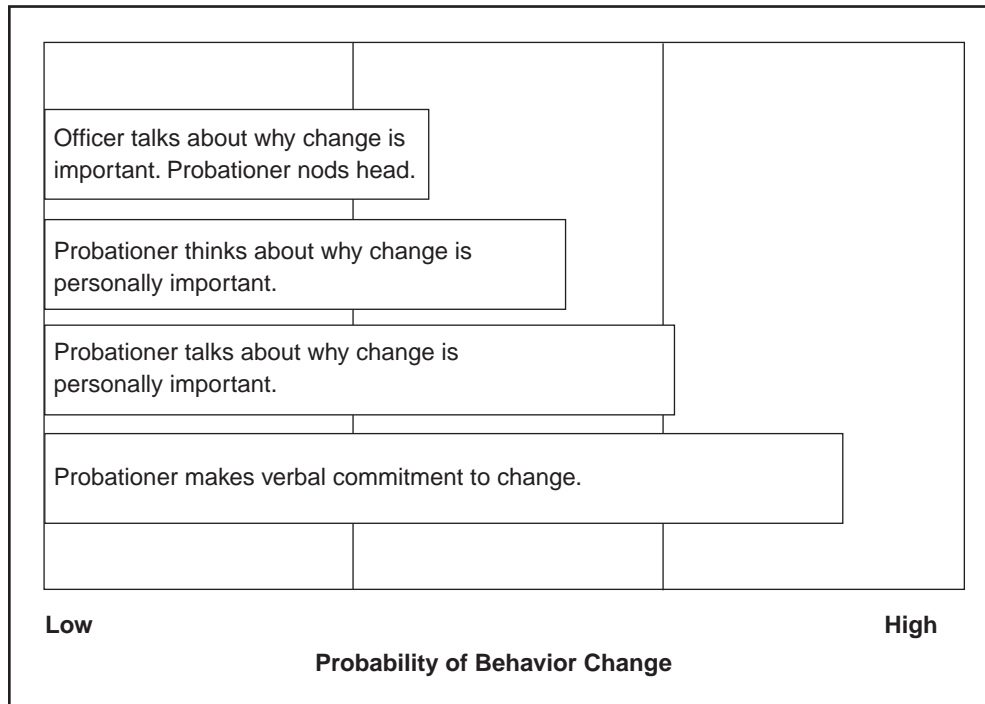 Officer talks about why change is
important. Probationer nods head.
Probationer thinks about why change is
personally important.
Probationer talks about why change is
personally important.
Probationer makes verbal commitment to change.
Low
High
Probability of Behavior Change